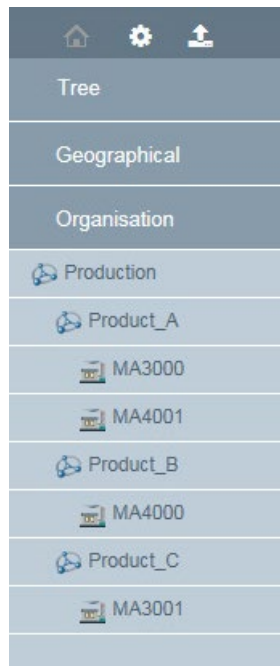 Tree
Geographical
Organisation
Production
Product_A
MA3000
MA4001
Product_B
MA4000
Product_C
MA3001